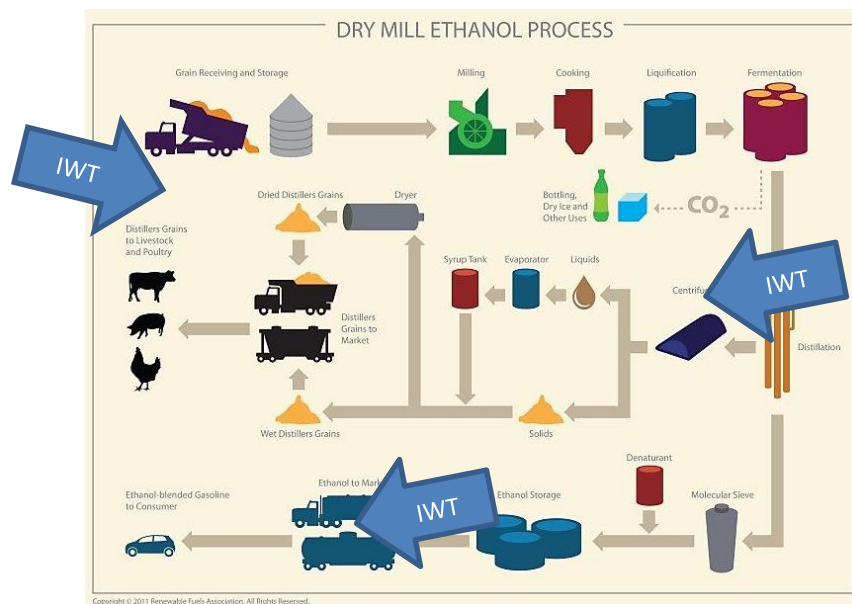 DRY MILL ETHANOL PROCESS
Grain Receiving and Storage
Milling
Cooking
Liquification
Fermentation
IWT
Dried Distillers Grains
Dryer
Bottling,
Dry Ice and
Other Uses
CO₂
Distillers Grains
to Livestock
and Poultry
Syrup Tank
Evaporator
Liquids
IWT
Distillers
Grains to
Market
Distillation
Wet Distillers Grains
Solids
Denaturant
Ethanol-blended Gasoline
to Consumer
Ethanol to
IWT
Ethanol Storage
Molecular Sieve
Copyright © 2011 Renewable Fuels Association. All Rights Reserved.